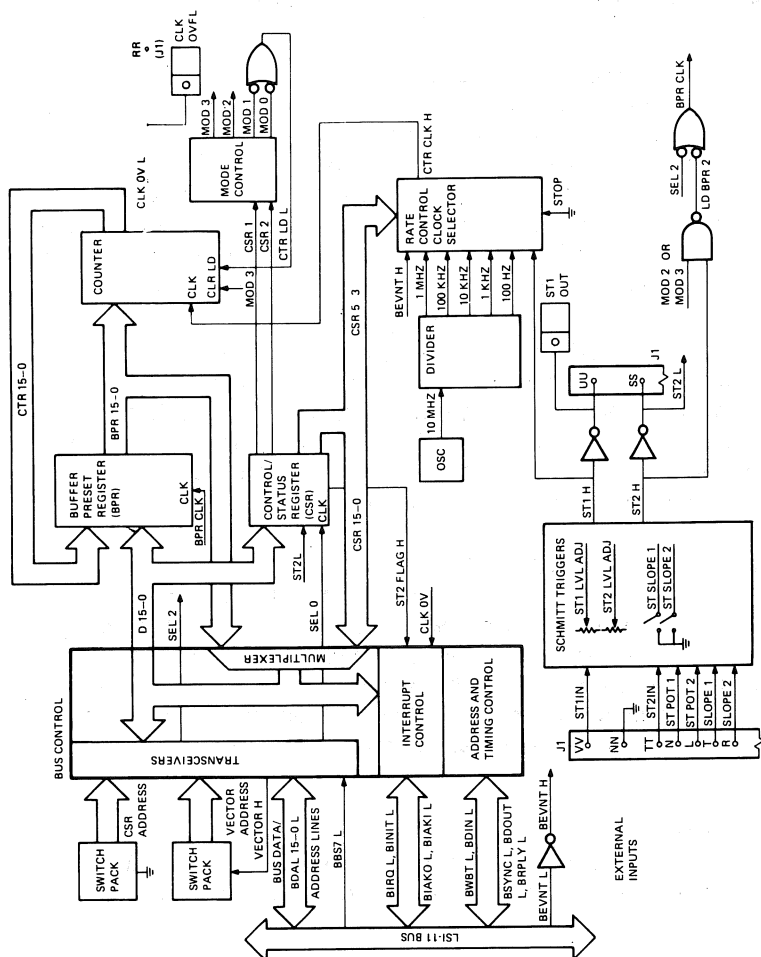 RR
(J1)
CLK
OVFL
MOD 3
MOD 2
MOD 1
MOD 0
MODE
CONTROL
CLK 0V L
COUNTER
CLK
CLR LD
MOD 3
CSR 1
CSR 2
CTR LD L
CTR CLK H
CTR 15-0
BPR 15-0
BUFFER
PRESET
REGISTER
(BPR)
CLK
BPR CLK
CONTROL/
STATUS
REGISTER
(CSR)
CLK
ST2L
CSR 5 3
CSR 15-0
RATE
CONTROL
CLOCK
SELECTOR
STOP
BEVNT H
1 MHZ
100 KHZ
10 KHZ
1 KHZ
100 HZ
DIVIDER
10 MHZ
OSC
ST1
OUT
SEL 2
LD BPR 2
BPR CLK
MOD 2 OR
MOD 3
J1
UU
SS
ST2 L
ST1 H
ST2 H
BUS CONTROL
TRANSCEIVERS
MULTIPLEXER
D 15-0
SEL 2
SEL 0
ST2 FLAG H
CLK 0V
INTERRUPT
CONTROL
ADDRESS AND
TIMING CONTROL
SWITCH
PACK
CSR
ADDRESS
SWITCH
PACK
VECTOR
ADDRESS
VECTOR H
BUS DATA/
BDAL 15-0 L
ADDRESS LINES
BBS7 L
BIRQ L, BINIT L
BIAKO L, BIAKI L
BWBT L, BDIN L
BSYNC L, BDOUT
L, BRPLY L
BEVNT L
BEVNT H
LSI-11 BUS
EXTERNAL
INPUTS
J1
VV
NN
TT
N
L
T
R
ST1IN
ST2IN
ST POT 1
ST POT 2
SLOPE 1
SLOPE 2
SCHMITT TRIGGERS
ST1 LVL ADJ
ST2 LVL ADJ
ST SLOPE 1
ST SLOPE 2